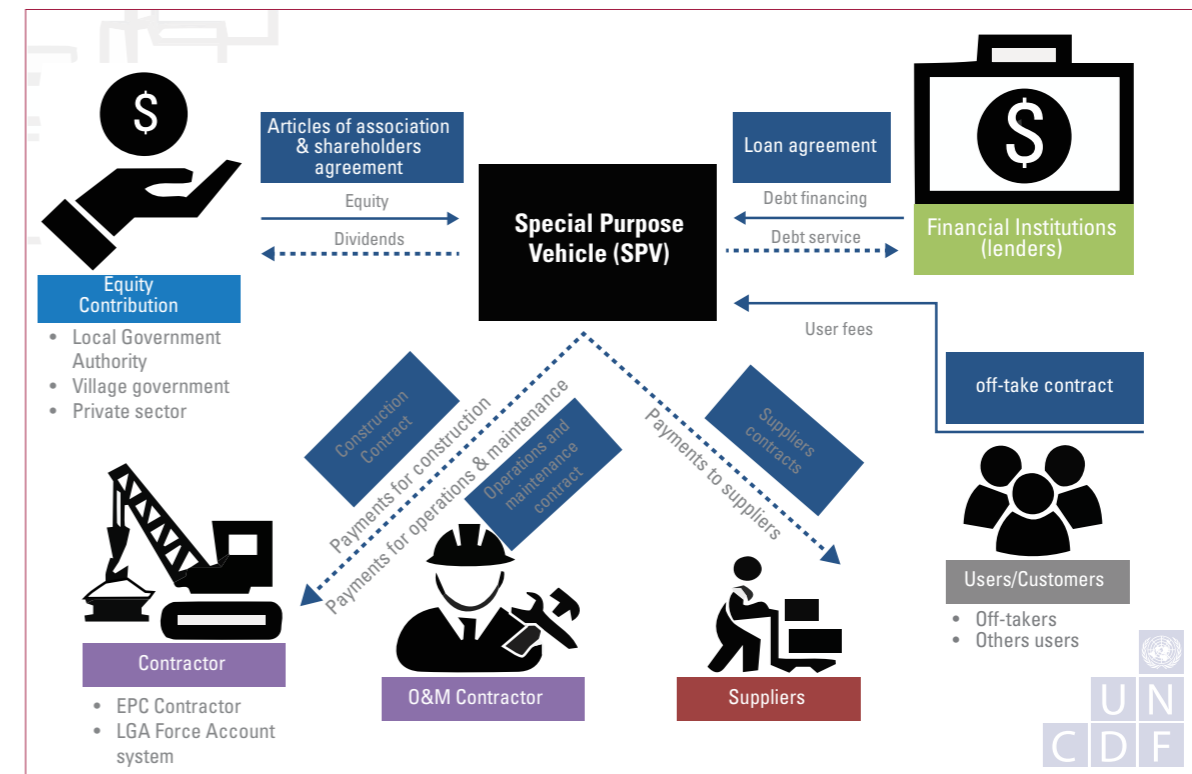 $
Articles of association
& shareholders
agreement
Equity
Dividends
Equity
Contribution
• Local Government
Authority
• Village government
• Private sector
Special Purpose
Vehicle (SPV)
Loan agreement
Debt financing
Debt service
$
Financial Institutions
(lenders)
User fees
off-take contract
Users/Customers
• Off-takers
• Others users
Construction
Contract
Payments for construction
Payments for operations & maintenance
Operations and
maintenance
contract
Suppliers
contracts
Payments to suppliers
Contractor
• EPC Contractor
• LGA Force Account
system
O&M Contractor
Suppliers
UN
CDF